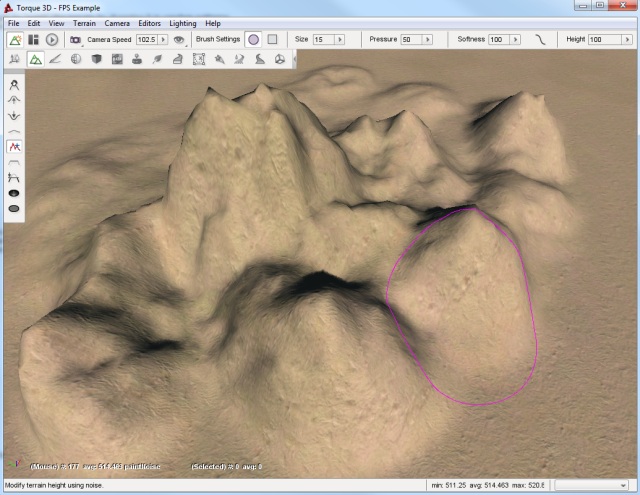 Torque 3D - FPS Example
File Edit View Terrain Camera Editors Lighting Help
Camera Speed 102.5 Brush Settings Size 15 Pressure 50 Softness 100 Height 100
(Mouse) #: 177 avg: 514.463 paintNoise (Selected) #: 0 avg: 0
Modify terrain height using noise. min: 511.25 avg: 514.463 max: 520.8